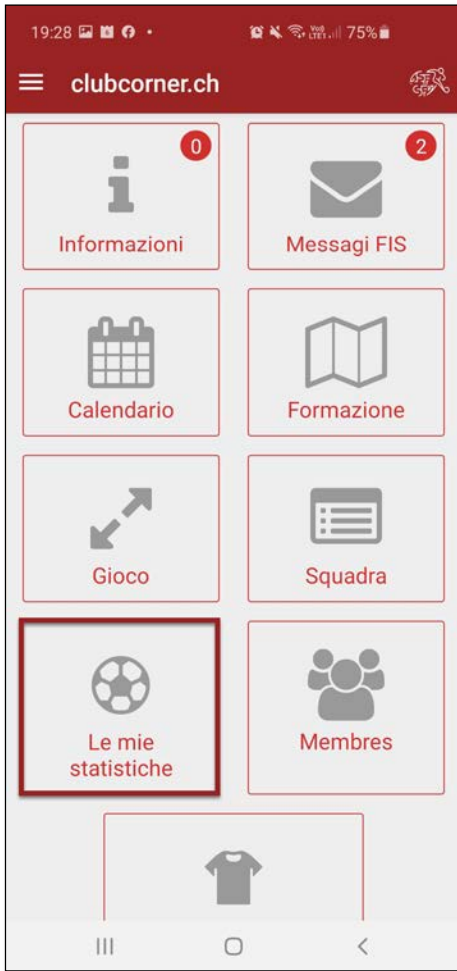 19:28
75%
clubcorner.ch
0
2
Informazioni
Messagi FIS
Calendario
Formazione
Gioco
Squadra
Le mie
statistiche
Membres